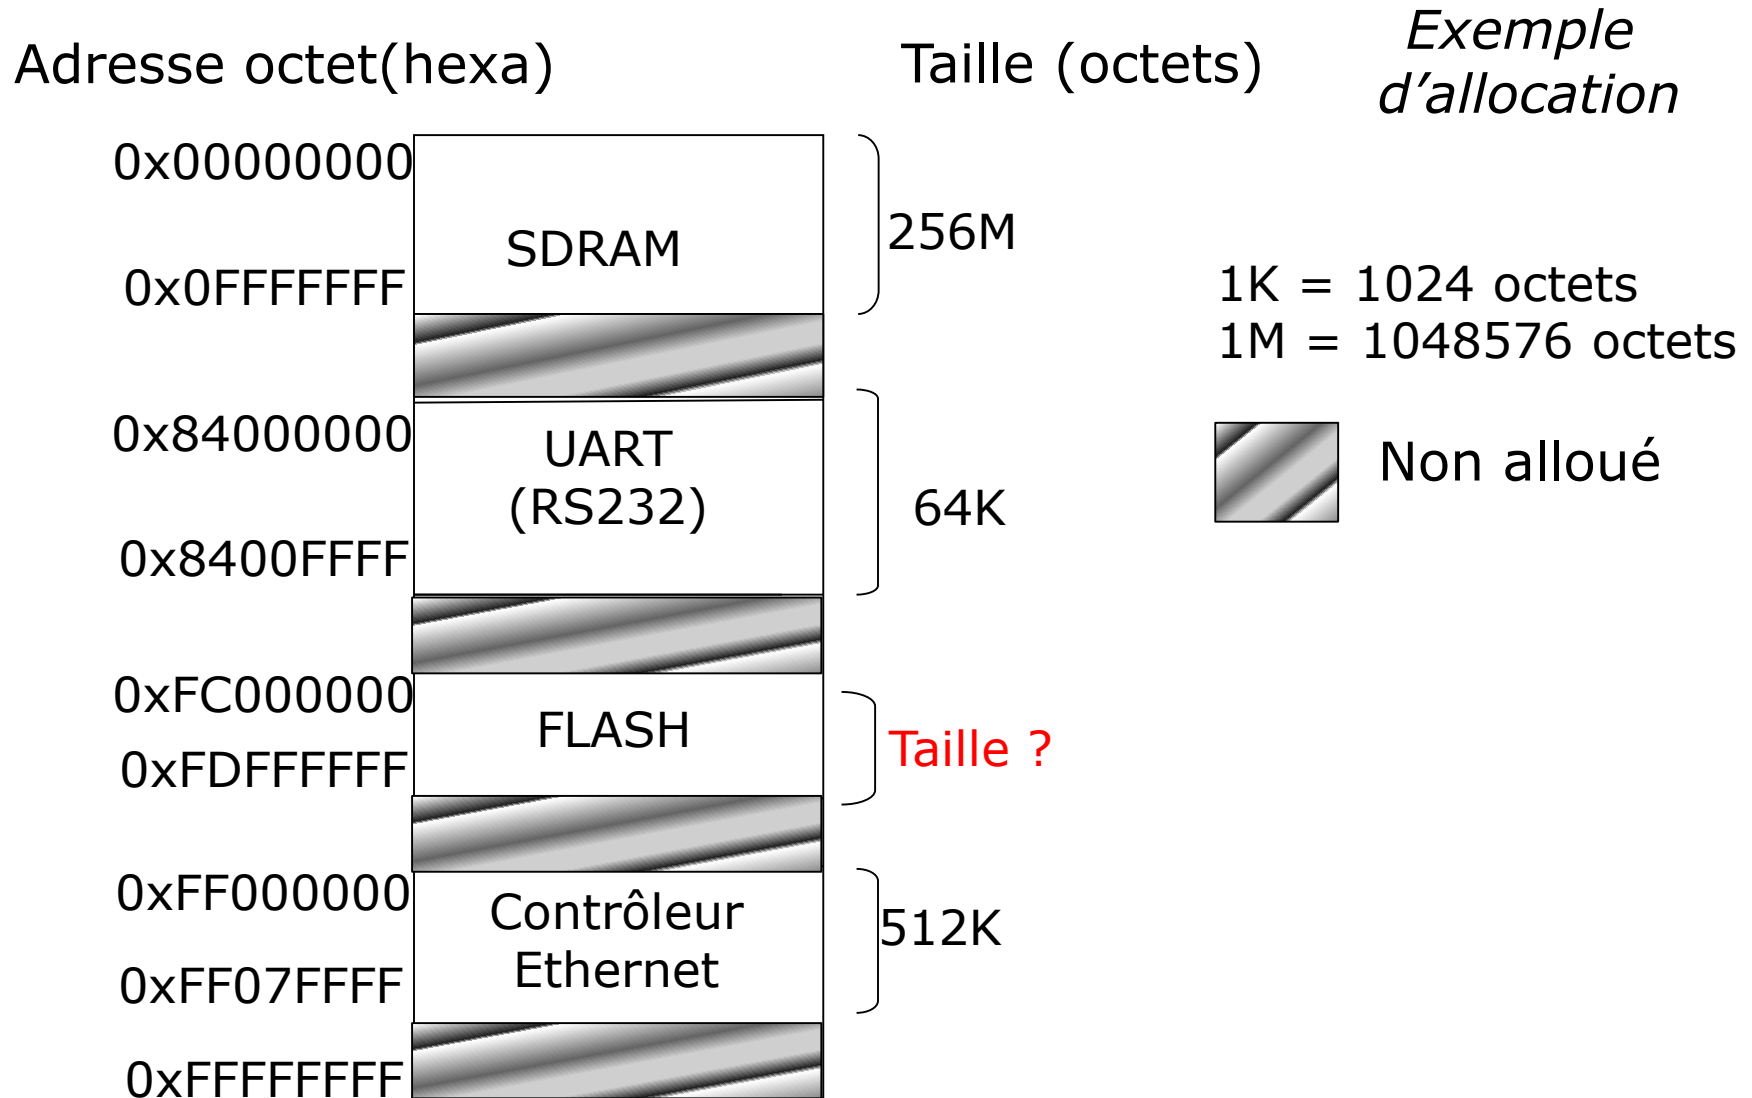 Adresse octet(hexa)
Taille (octets)
Exemple
d’allocation
0x00000000
SDRAM
256M
0x0FFFFFFF
1K = 1024 octets
1M = 1048576 octets
0x84000000
UART
(RS232)
64K
Non alloué
0x8400FFFF
0xFC000000
FLASH
0xFDFFFFFF
Taille ?
0xFF000000
Contrôleur
Ethernet
512K
0xFF07FFFF
0xFFFFFFFF